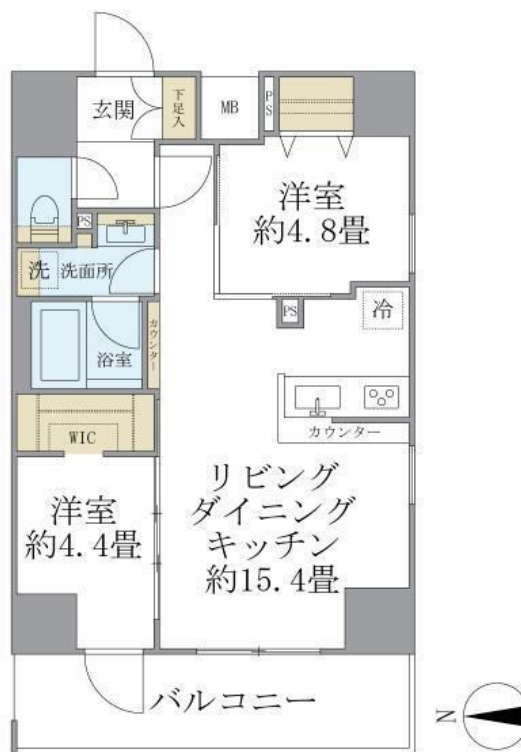 玄関
下足入
MB
PS
洋室
約4.8畳
PS
洗
洗面所
PS
冷
浴室
カウンター
カウンター
WIC
洋室
約4.4畳
リビング
ダイニング
キッチン
約15.4畳
バルコニー
N